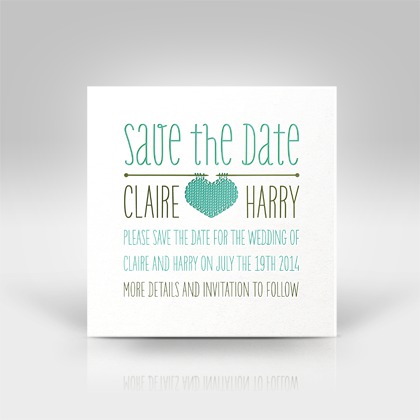 Save the Date
CLAIRE HARRY
PLEASE SAVE THE DATE FOR THE WEDDING OF
CLAIRE AND HARRY ON JULY THE 19TH 2014
MORE DETAILS AND INVITATION TO FOLLOW